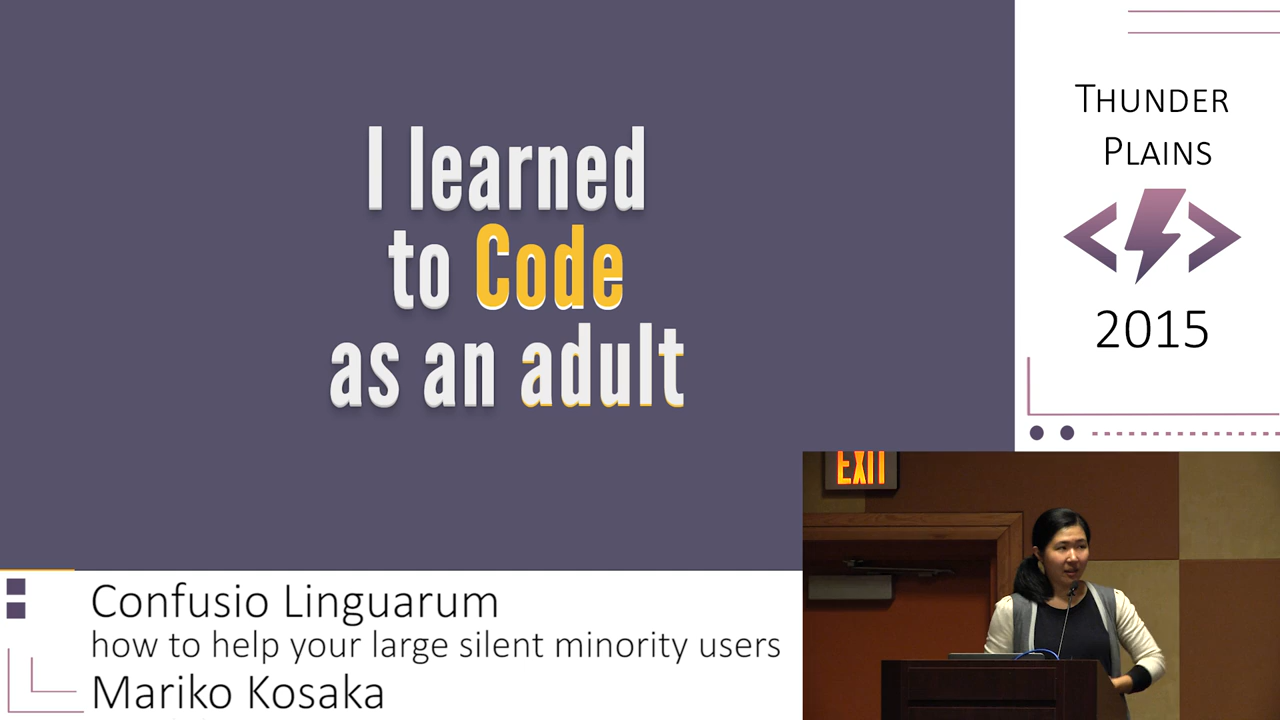 I learned
to Code
as an adult
THUNDER
PLAINS
2015
EXIT
Confusio Linguarum
how to help your large silent minority users
Mariko Kosaka